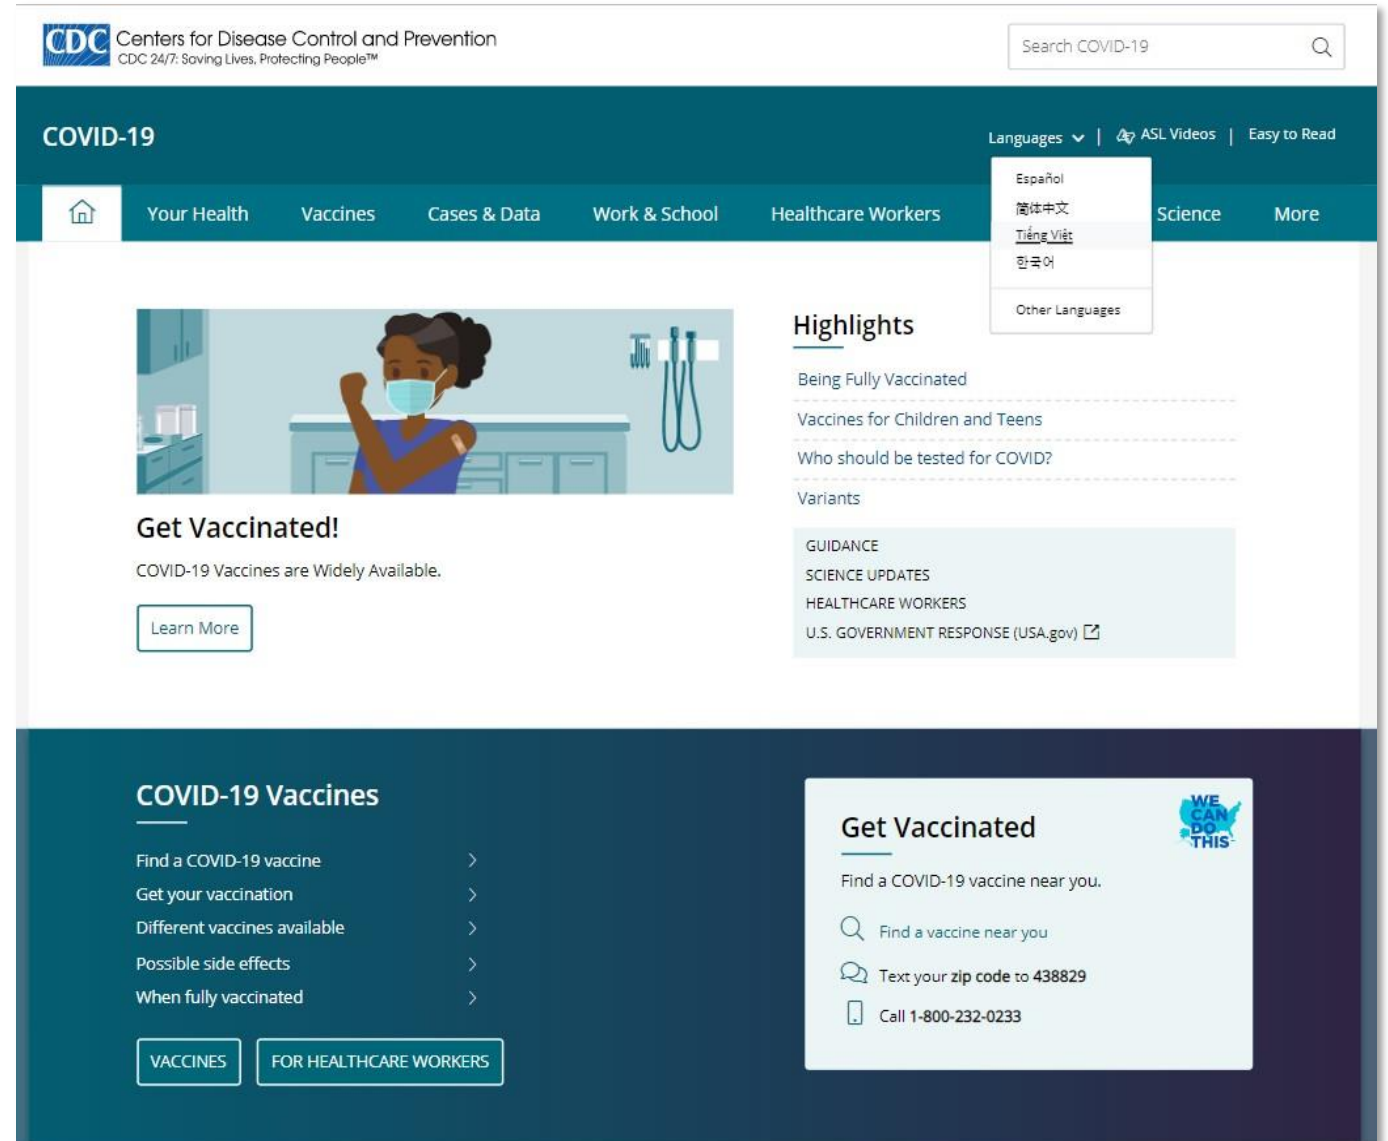 CDC Centers for Disease Control and Prevention
CDC 24/7: Saving Lives, Protecting People™
Search COVID-19
COVID-19
Languages | ASL Videos | Easy to Read
Español
简体中文
Tiếng Việt
한국어
Other Languages
Your Health Vaccines Cases & Data Work & School Healthcare Workers Science More
Get Vaccinated!
COVID-19 Vaccines are Widely Available.
Learn More
Highlights
Being Fully Vaccinated
Vaccines for Children and Teens
Who should be tested for COVID?
Variants
GUIDANCE
SCIENCE UPDATES
HEALTHCARE WORKERS
U.S. GOVERNMENT RESPONSE (USA.gov)
COVID-19 Vaccines
Find a COVID-19 vaccine
Get your vaccination
Different vaccines available
Possible side effects
When fully vaccinated
VACCINES FOR HEALTHCARE WORKERS
Get Vaccinated
WE
CAN
DO
THIS
Find a COVID-19 vaccine near you.
Find a vaccine near you
Text your zip code to 438829
Call 1-800-232-0233